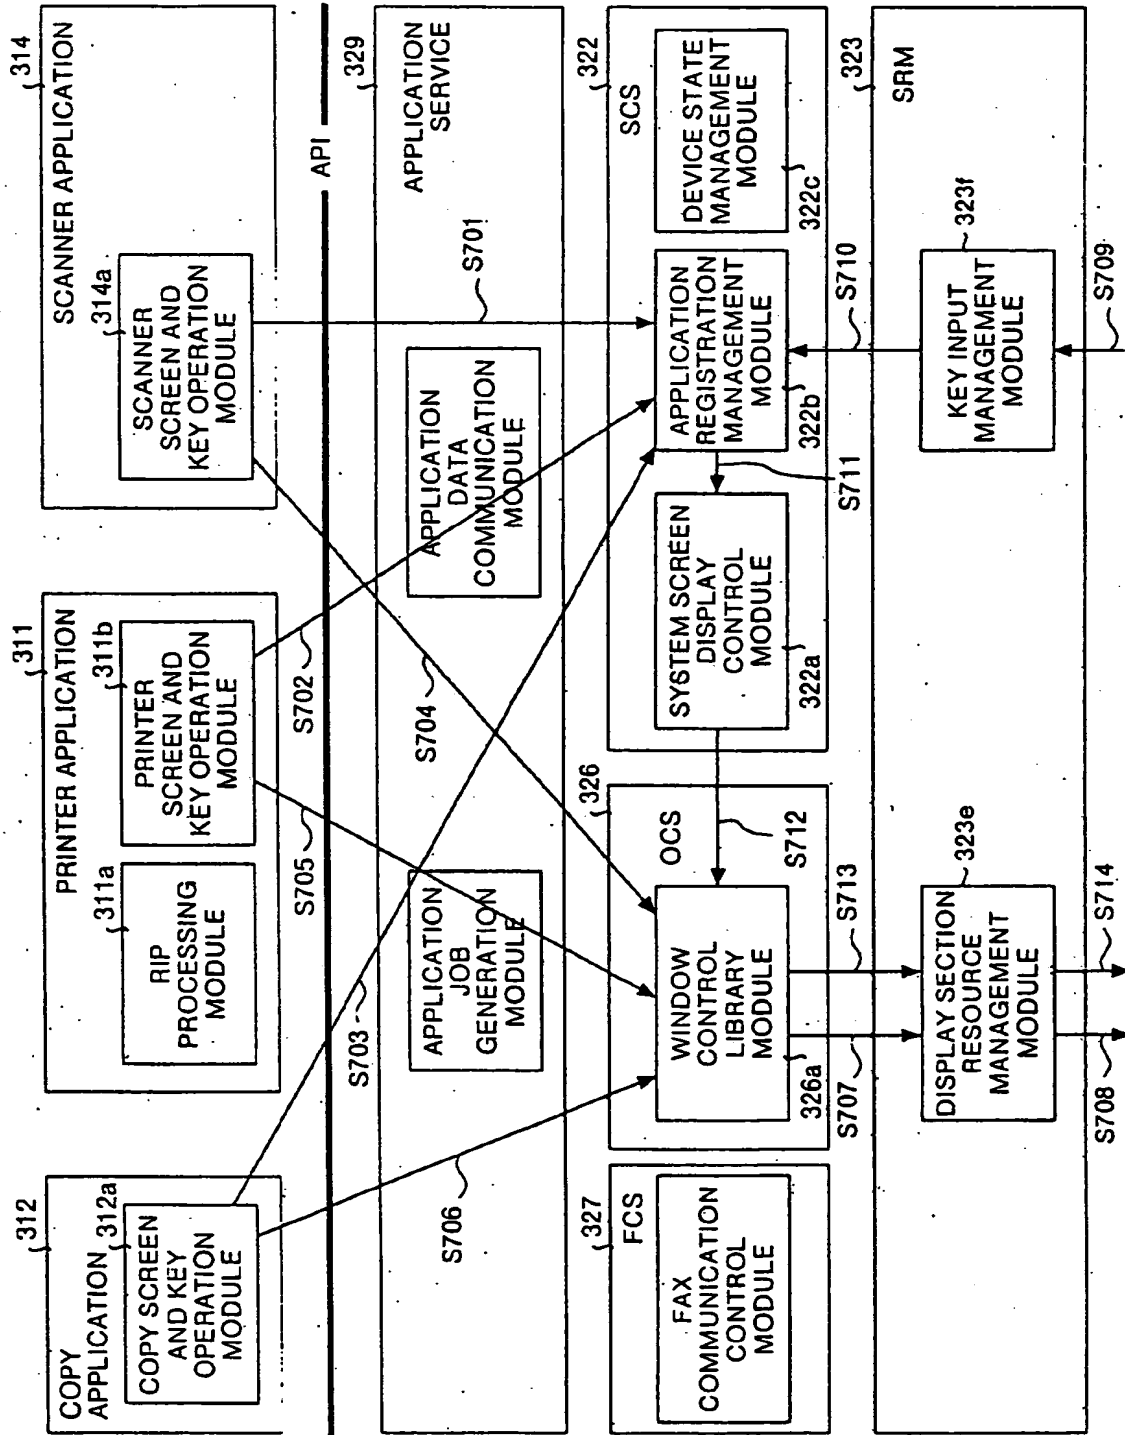 312
COPY
APPLICATION
312a
COPY SCREEN
AND KEY
OPERATION
MODULE
311
PRINTER APPLICATION
311a
RIP
PROCESSING
MODULE
311b
PRINTER
SCREEN AND
KEY OPERATION
MODULE
314
SCANNER APPLICATION
314a
SCANNER
SCREEN AND
KEY OPERATION
MODULE
API
S703
S705
S702
329
APPLICATION
SERVICE
S706
APPLICATION
JOB
GENERATION
MODULE
S704
APPLICATION
DATA
COMMUNICATION
MODULE
S701
327
FCS
FAX
COMMUNICATION
CONTROL
MODULE
326
OCS
WINDOW
CONTROL
LIBRARY
MODULE
326a
S712
322
SCS
SYSTEM SCREEN
DISPLAY
CONTROL
MODULE
322a
S711
APPLICATION
REGISTRATION
MANAGEMENT
MODULE
322b
DEVICE STATE
MANAGEMENT
MODULE
322c
S707
S713
S710
323
SRM
323e
DISPLAY SECTION
RESOURCE
MANAGEMENT
MODULE
323f
KEY INPUT
MANAGEMENT
MODULE
S708
S714
S709